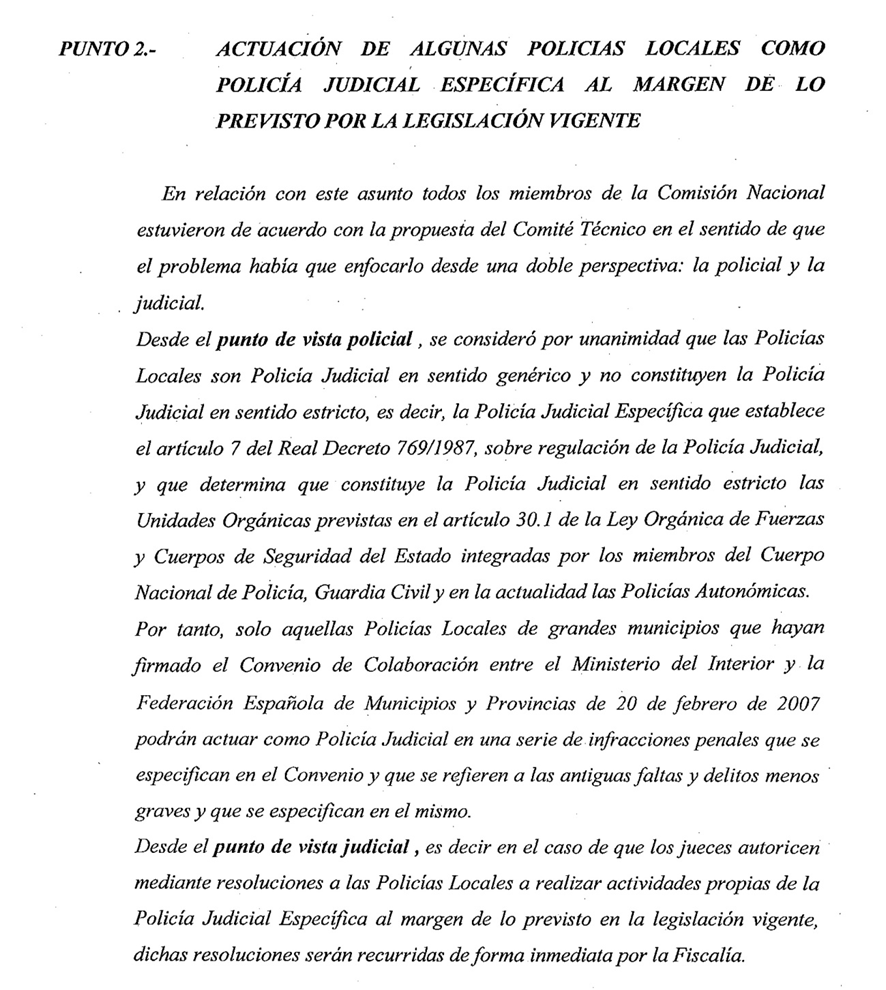 PUNTO 2.- ACTUACIÓN DE ALGUNAS POLICIAS LOCALES COMO
POLICÍA JUDICIAL ESPECÍFICA AL MARGEN DE LO
PREVISTO POR LA LEGISLACIÓN VIGENTE
En relación con este asunto todos los miembros de la Comisión Nacional
estuvieron de acuerdo con la propuesta del Comité Técnico en el sentido de que
el problema había que enfocarlo desde una doble perspectiva: la policial y la
judicial.
Desde el punto de vista policial , se consideró por unanimidad que las Policías
Locales son Policía Judicial en sentido genérico y no constituyen la Policía
Judicial en sentido estricto, es decir, la Policía Judicial Específica que establece
el artículo 7 del Real Decreto 769/1987, sobre regulación de la Policía Judicial,
y que determina que constituye la Policía Judicial en sentido estricto las
Unidades Orgánicas previstas en el artículo 30.1 de la Ley Orgánica de Fuerzas
y Cuerpos de Seguridad del Estado integradas por los miembros del Cuerpo
Nacional de Policía, Guardia Civil y en la actualidad las Policías Autonómicas.
Por tanto, solo aquellas Policías Locales de grandes municipios que hayan
firmado el Convenio de Colaboración entre el Ministerio del Interior y la
Federación Española de Municipios y Provincias de 20 de febrero de 2007
podrán actuar como Policía Judicial en una serie de infracciones penales que se
especifican en el Convenio y que se refieren a las antiguas faltas y delitos menos
graves y que se especifican en el mismo.
Desde el punto de vista judicial , es decir en el caso de que los jueces autoricen
mediante resoluciones a las Policías Locales a realizar actividades propias de la
Policía Judicial Específica al margen de lo previsto en la legislación vigente,
dichas resoluciones serán recurridas de forma inmediata por la Fiscalía.